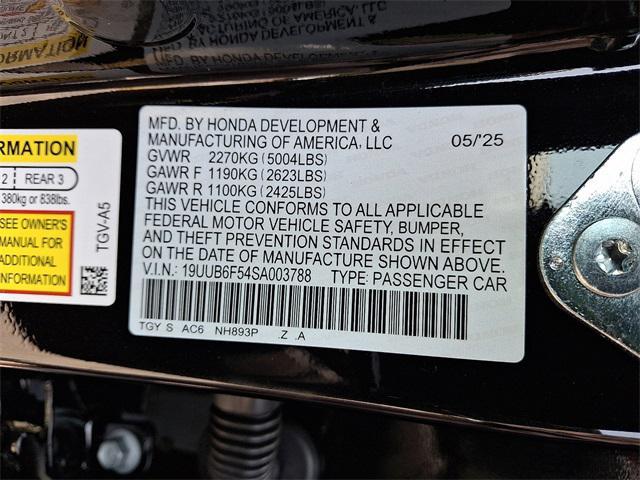 MFD. BY HONDA DEVELOPMENT &
MANUFACTURING OF AMERICA, LLC 05/'25
GVWR 2270KG (5004LBS)
GAWR F 1190KG (2623LBS)
GAWR R 1100KG (2425LBS)
THIS VEHICLE CONFORMS TO ALL APPLICABLE
FEDERAL MOTOR VEHICLE SAFETY, BUMPER,
AND THEFT PREVENTION STANDARDS IN EFFECT
ON THE DATE OF MANUFACTURE SHOWN ABOVE.
V.I.N.: 19UUB6F54SA003788 TYPE: PASSENGER CAR
TGY S AC6 NH893P .Z .A
RMATION
2 REAR 3
380kg or 838lbs.
SEE OWNER'S
MANUAL FOR
ADDITIONAL
INFORMATION
TGV-A5